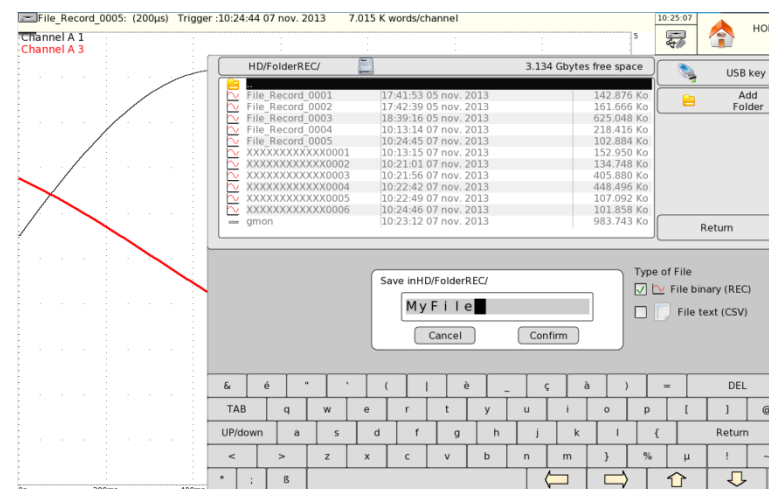 File_Record_0005: (200µs) Trigger :10:24:44 07 nov. 2013 7.015 K words/channel
10:25:07
Channel A 1
Channel A 3
5
HD/FolderREC/ 3.134 Gbytes free space
USB key
..
File_Record_0001 17:41:53 05 nov. 2013 142.876 Ko
File_Record_0002 17:42:39 05 nov. 2013 161.666 Ko
File_Record_0003 18:39:16 05 nov. 2013 625.048 Ko
File_Record_0004 10:13:14 07 nov. 2013 218.416 Ko
File_Record_0005 10:24:45 07 nov. 2013 102.884 Ko
XXXXXXXXXXXX0001 10:13:15 07 nov. 2013 152.950 Ko
XXXXXXXXXXXX0002 10:21:01 07 nov. 2013 134.748 Ko
XXXXXXXXXXXX0003 10:21:56 07 nov. 2013 405.880 Ko
XXXXXXXXXXXX0004 10:22:42 07 nov. 2013 448.496 Ko
XXXXXXXXXXXX0005 10:22:49 07 nov. 2013 107.092 Ko
XXXXXXXXXXXX0006 10:24:46 07 nov. 2013 101.858 Ko
gmon 10:23:12 07 nov. 2013 983.743 Ko
Add
Folder
Return
Save inHD/FolderREC/
MyFile
Cancel Confirm
Type of File
File binary (REC)
File text (CSV)
& é " ' ( | è _ ç à ) = DEL
TAB q w e r t y u i o p [ ] @
UP/down a s d f g h j k l { Return
< > z x c v b n m } % µ ! ~
* ; ß